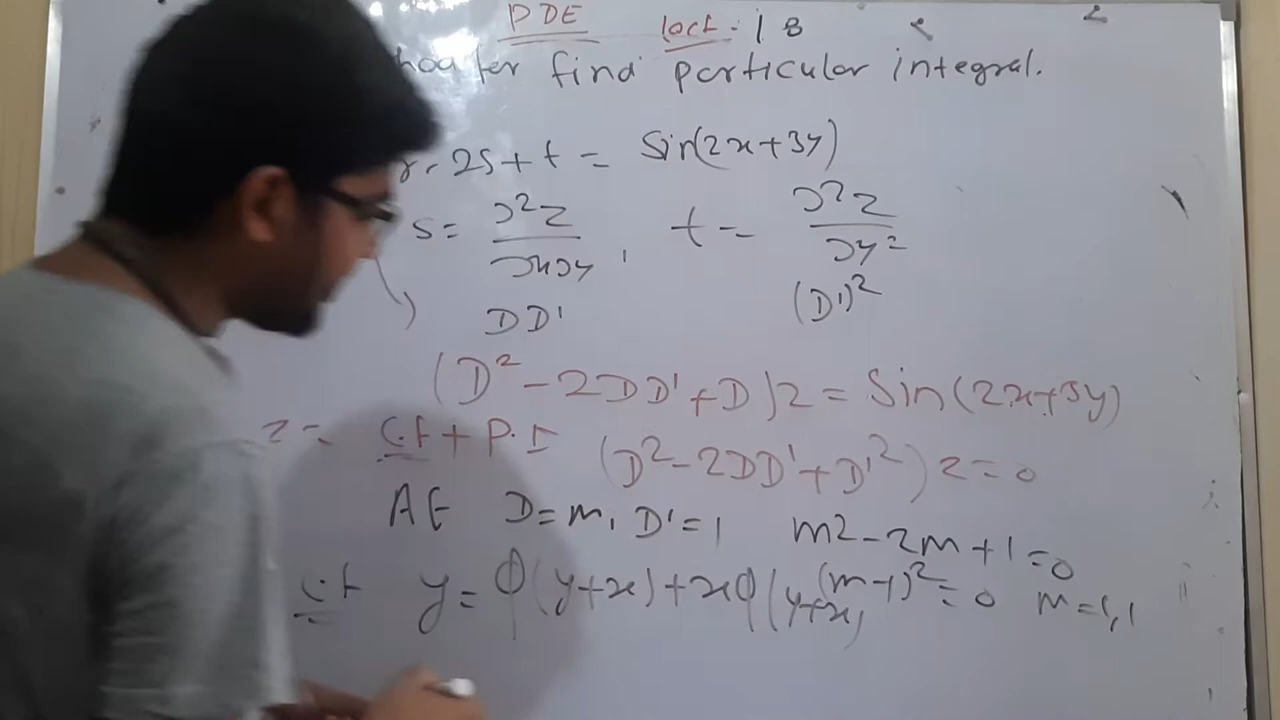 PDE Lect. 18
for find particular integral.
r - 2s + t = Sin(2x+3y)
s = ∂²z/∂x∂y , t = ∂²z/∂y²
DD' (D')²
(D² - 2DD' + D)z = Sin(2x+3y)
z = C.F + P.I (D² - 2DD' + D'²)z = 0
AE D=m, D'=1 m2 - 2m + 1 = 0
C.F y = φ(y+x) + xφ(y+x) (m-1)² = 0 m = 1,1